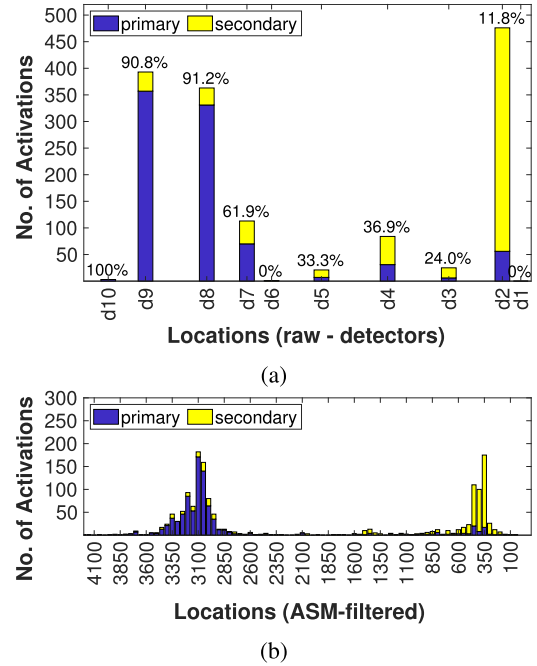 500
450
400
350
300
250
200
150
100
50
No. of Activations
primary
secondary
100%
90.8%
91.2%
61.9%
0%
33.3%
36.9%
24.0%
11.8%
0%
d10
d9
d8
d7
d6
d5
d4
d3
d2
d1
Locations (raw - detectors)
(a)
300
250
200
150
100
50
No. of Activations
primary
secondary
4100
3850
3600
3350
3100
2850
2600
2350
2100
1850
1600
1350
1100
850
600
350
100
Locations (ASM-filtered)
(b)